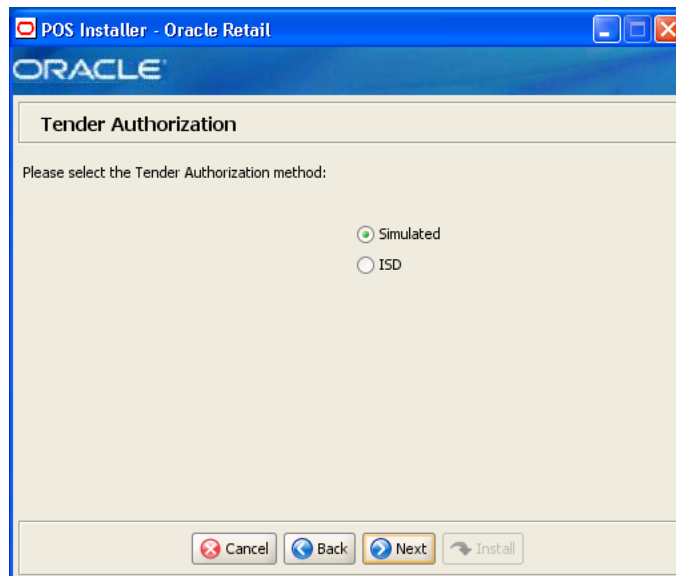 POS Installer - Oracle Retail
ORACLE
Tender Authorization
Please select the Tender Authorization method:
Simulated
ISD
Cancel Back Next Install